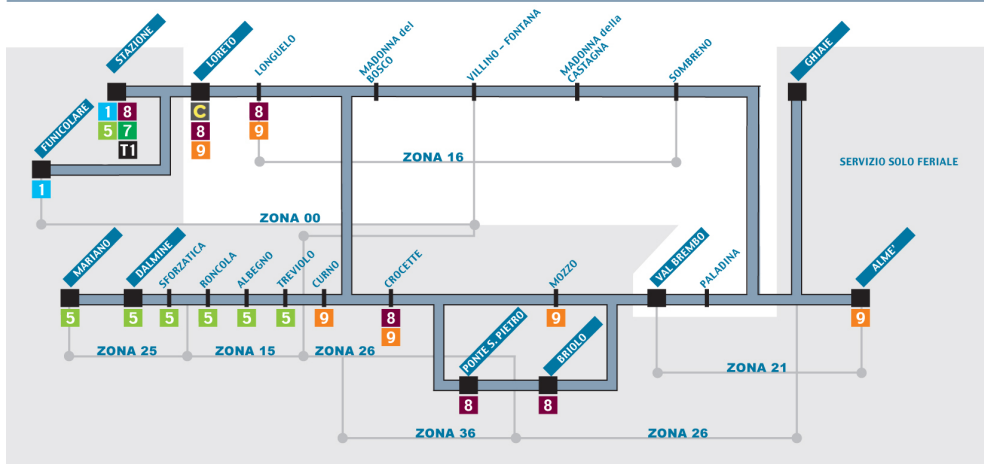 STAZIONE
LORETO
LONGUELO
MADONNA del
BOSCO
VILLINO – FONTANA
MADONNA della
CASTAGNA
SOMBRENO
GHIAIE
1 8
5 7
T1
C
8
9
8
9
FUNICOLARE
1
ZONA 16
SERVIZIO SOLO FERIALE
ZONA 00
MARIANO
DALMINE
SFORZATICA
RONCOLA
ALBEGNO
TREVIOLO
CURNO
CROCETTE
MOZZO
VAL BREMBO
PALADINA
ALME'
5
5
5
5
5
5
9
8
9
9
9
ZONA 25
ZONA 15
ZONA 26
PONTE S. PIETRO
BRIOLO
ZONA 21
8
8
ZONA 36
ZONA 26